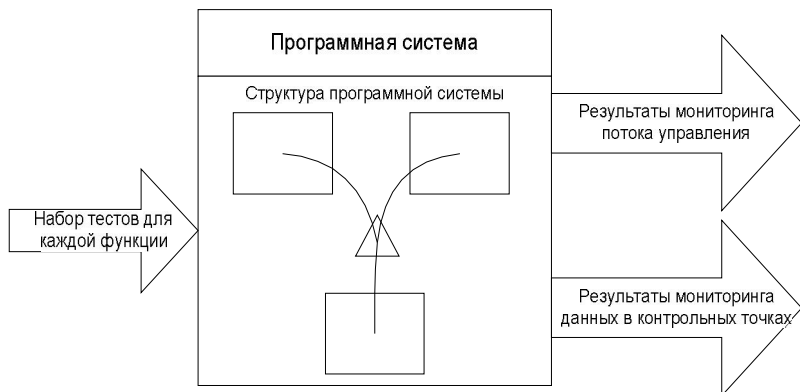 Программная система
Структура программной системы
Набор тестов для
каждой функции
Результаты мониторинга
потока управления
Результаты мониторинга
данных в контрольных точках